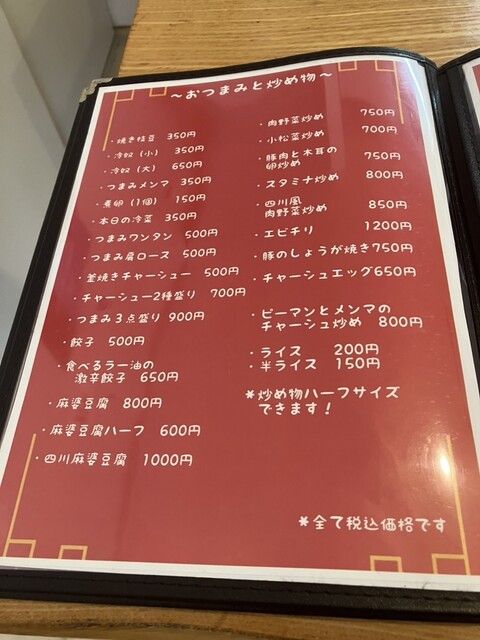 ～おつまみと炒め物～
・焼き枝豆 350円
・冷奴（小） 350円
・冷奴（大） 650円
・つまみメンマ 350円
・煮卵（1個） 150円
・本日の冷菜 350円
・つまみワンタン 500円
・つまみ肩ロース 500円
・釜焼きチャーシュー 500円
・チャーシュー2種盛り 700円
・つまみ3点盛り 900円
・餃子 500円
・食べるラー油の
激辛餃子 650円
・麻婆豆腐 800円
・麻婆豆腐ハーフ 600円
・四川麻婆豆腐 1000円
・肉野菜炒め 750円
・小松菜炒め 700円
・豚肉と木耳の
卵炒め 750円
・スタミナ炒め 800円
・四川風
肉野菜炒め 850円
・エビチリ 1200円
・豚のしょうが焼き750円
・チャーシュエッグ650円
・ピーマンとメンマの
チャーシュ炒め 800円
・ライス 200円
・半ライス 150円
*炒め物ハーフサイズ
できます！
*全て税込価格です